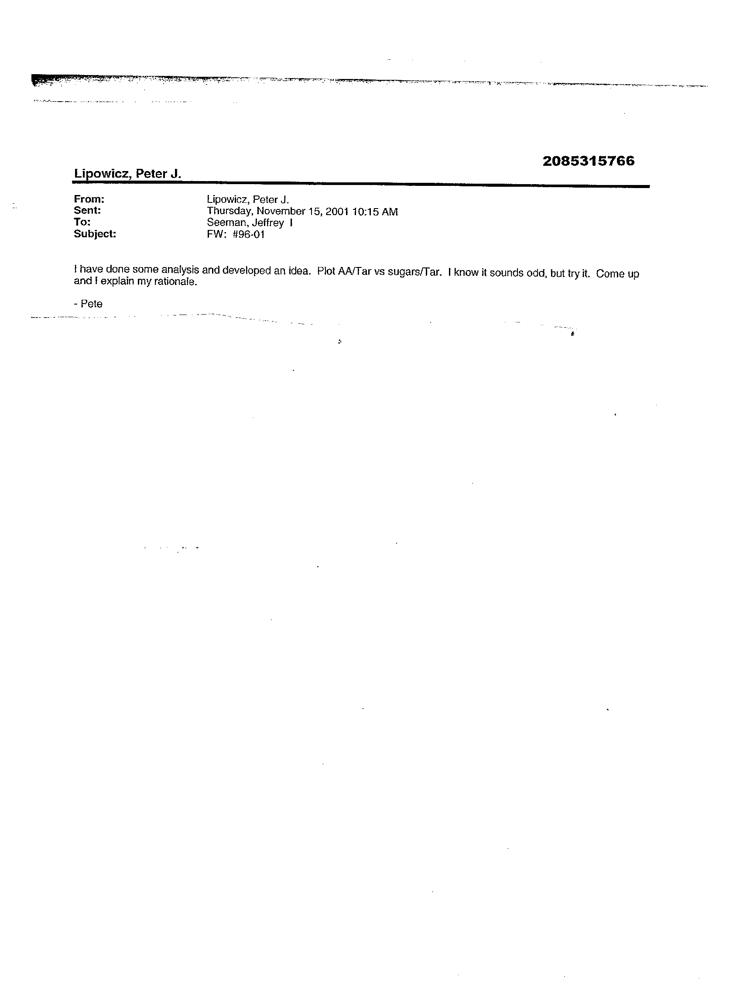 2085315766
Lipowicz, Peter J.
From: Lipowicz, Peter J.
Sent: Thursday, November 15, 2001 10:15 AM
To: Seeman, Jeffrey I
Subject: FW: #96-01
I have done some analysis and developed an idea. Plot AA/Tar vs sugars/Tar. I know it sounds odd, but try it. Come up
and I explain my rationale.
- Pete